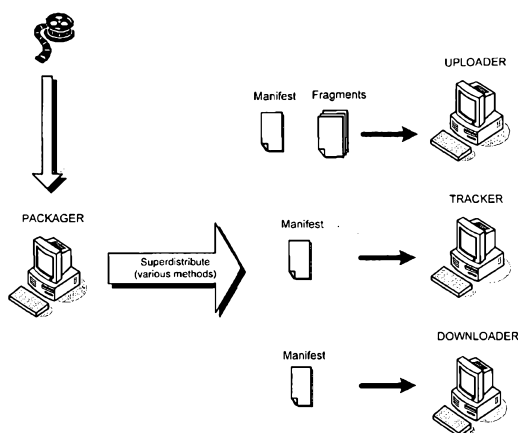 UPLOADER
Manifest Fragments
TRACKER
PACKAGER
Manifest
Superdistribute
(various methods)
DOWNLOADER
Manifest